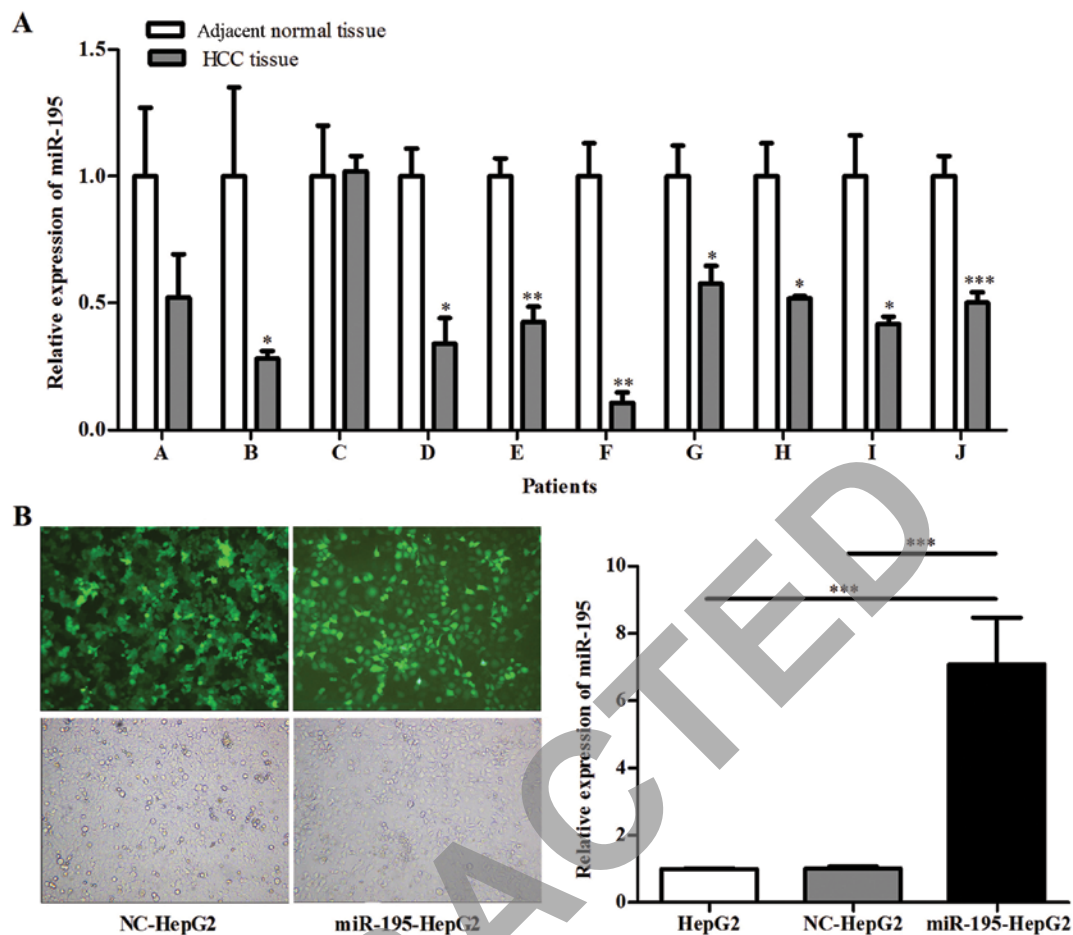 A
Adjacent normal tissue
HCC tissue
Relative expression of miR-195
1.5
1.0
0.5
0.0
*
*
**
**
*
*
*
***
A B C D E F G H I J
Patients
B
NC-HepG2
miR-195-HepG2
Relative expression of miR-195
10
8
6
4
2
0
***
***
HepG2
NC-HepG2
miR-195-HepG2
ACTED